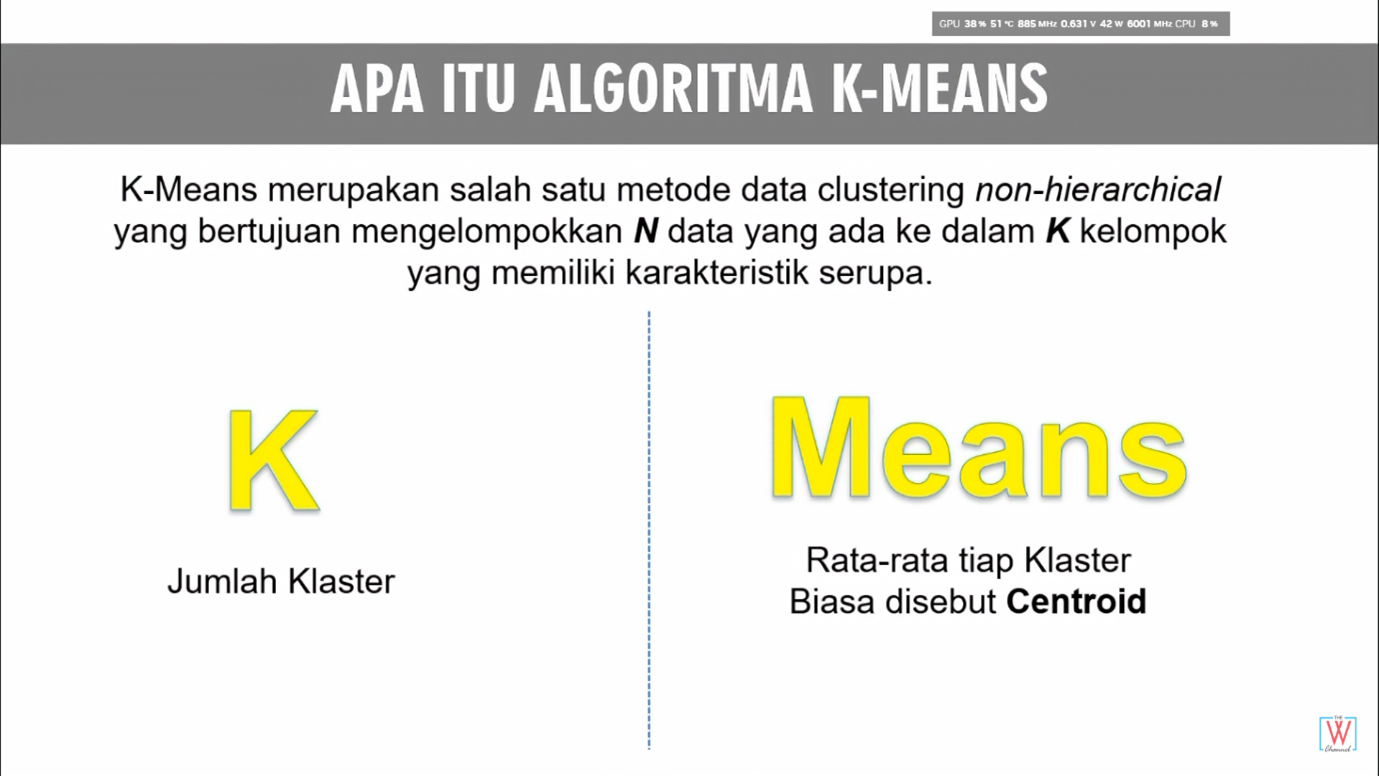 GPU 38 % 51 °C 885 MHz 0.631 V 42 W 6001 MHz CPU 8 %
APA ITU ALGORITMA K-MEANS
K-Means merupakan salah satu metode data clustering non-hierarchical
yang bertujuan mengelompokkan N data yang ada ke dalam K kelompok
yang memiliki karakteristik serupa.
K
Jumlah Klaster
Means
Rata-rata tiap Klaster
Biasa disebut Centroid
THE
W
Channel